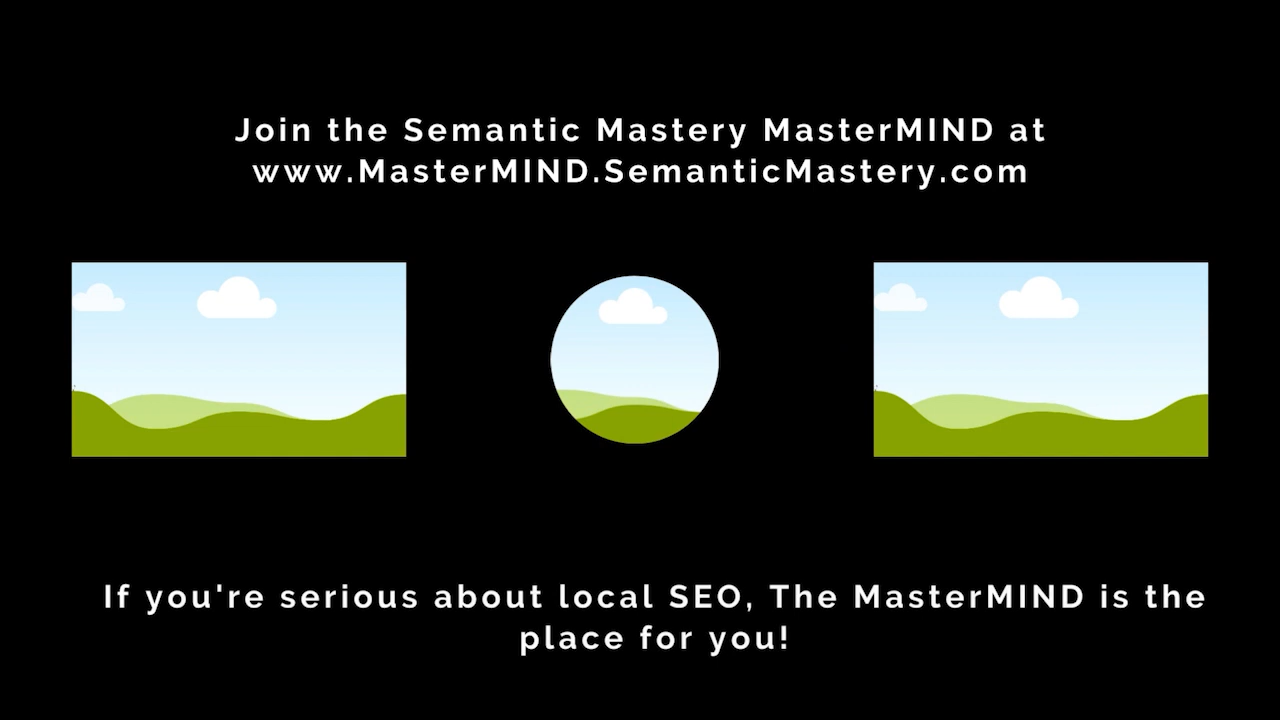 Join the Semantic Mastery MasterMIND at
www.MasterMIND.SemanticMastery.com
If you're serious about local SEO, The MasterMIND is the
place for you!